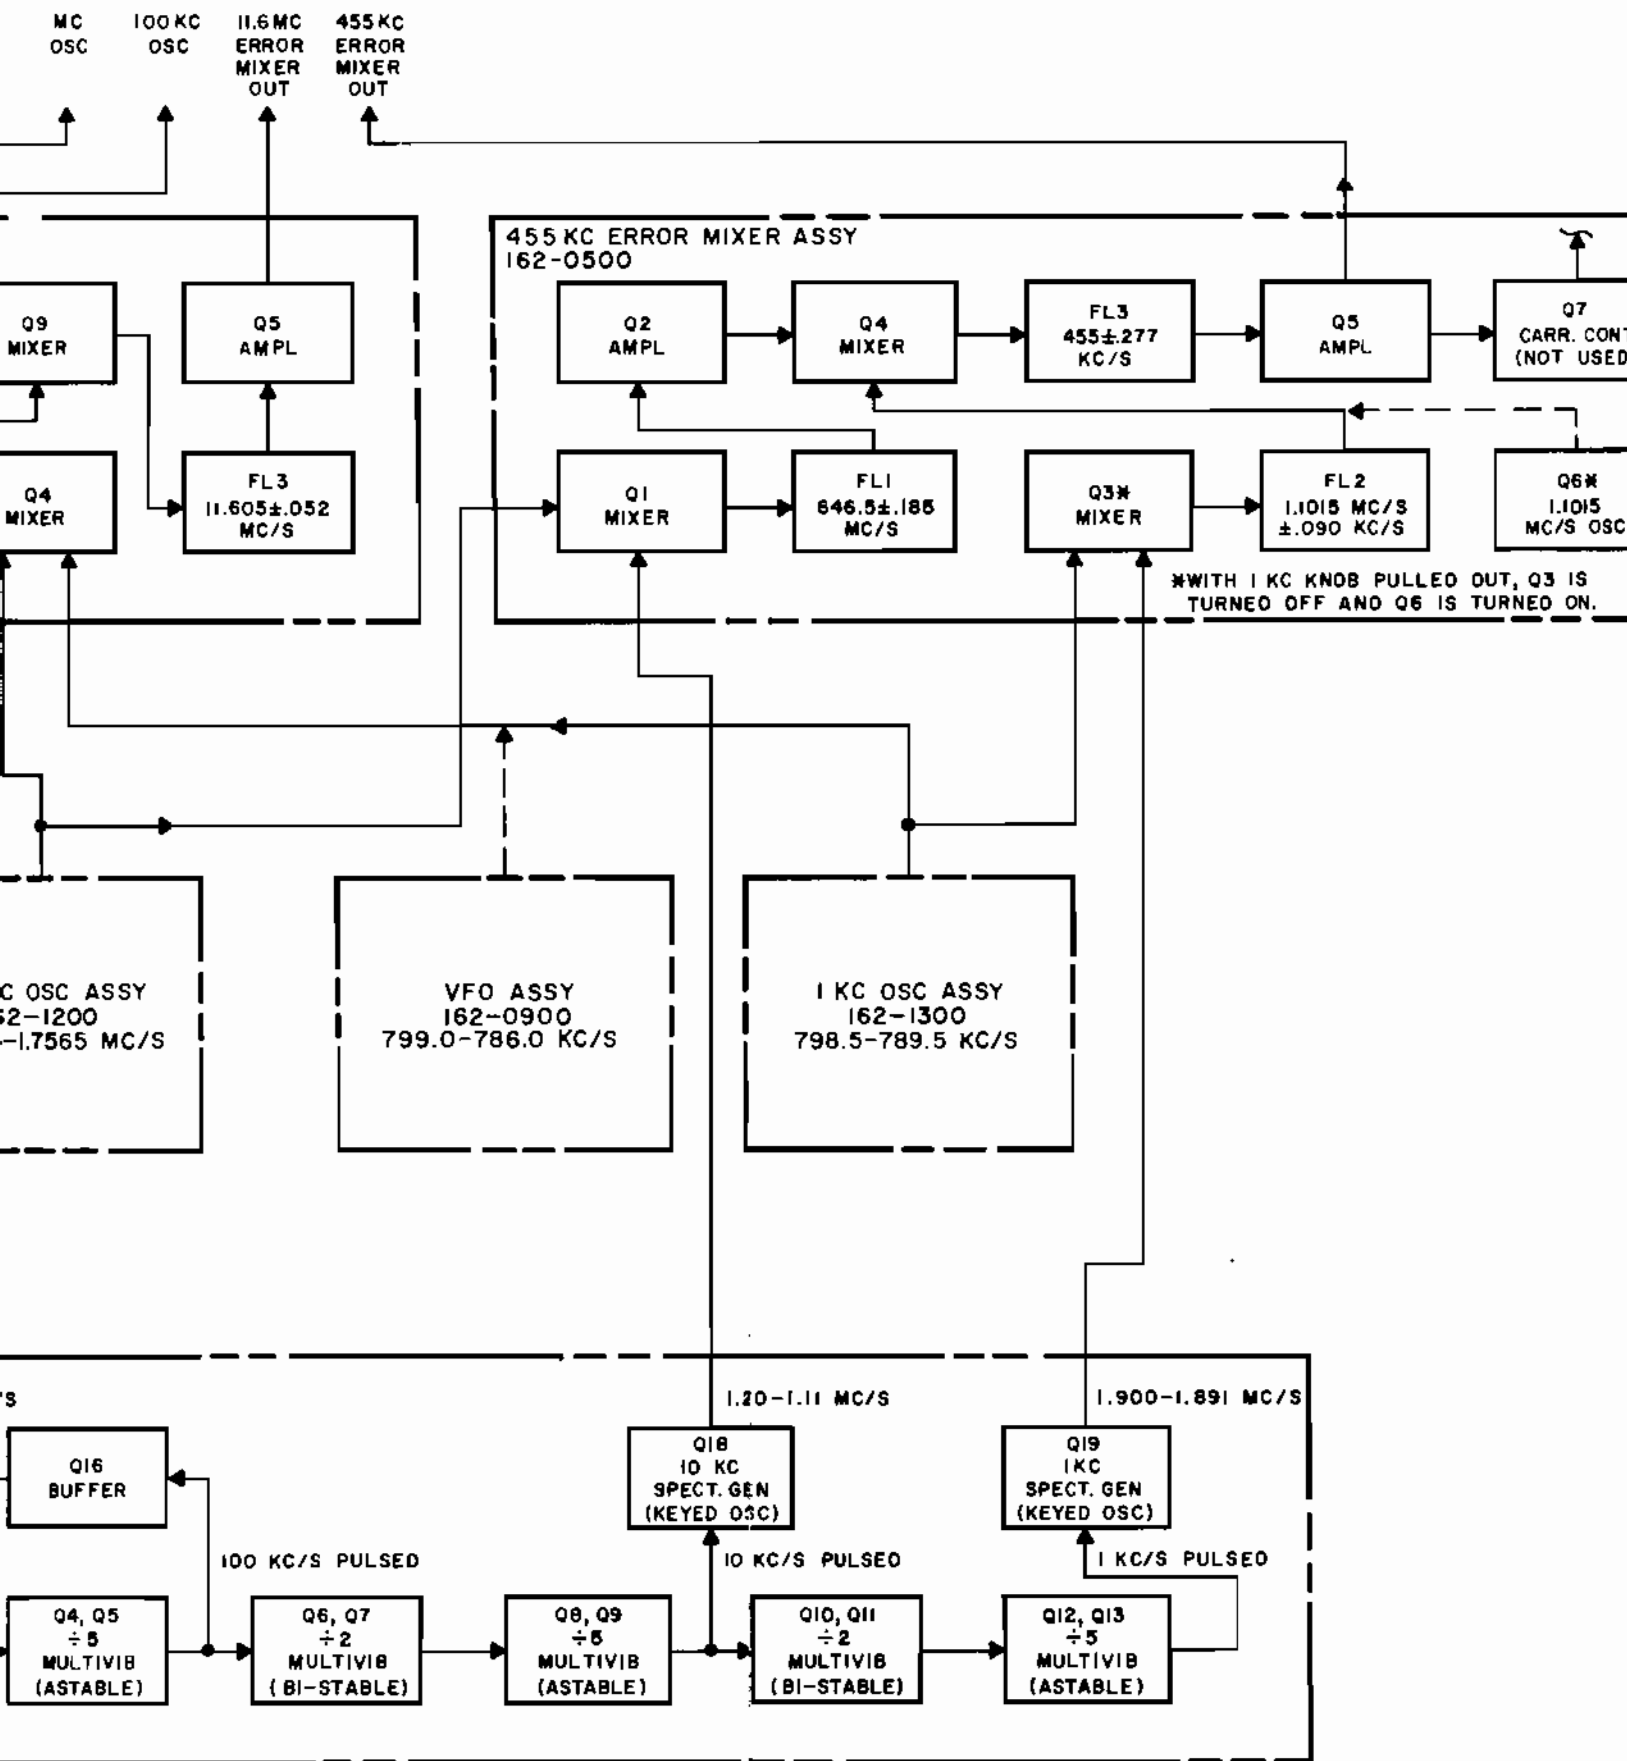 MC
OSC
100 KC
OSC
11.6 MC
ERROR
MIXER
OUT
455 KC
ERROR
MIXER
OUT
455 KC ERROR MIXER ASSY
162-0500
Q9
MIXER
Q5
AMPL
Q2
AMPL
Q4
MIXER
FL3
455±.277
KC/S
Q5
AMPL
Q7
CARR. CONT
(NOT USED
Q4
MIXER
FL3
11.605±.052
MC/S
Q1
MIXER
FL1
646.5±.185
MC/S
Q3*
MIXER
FL2
1.1015 MC/S
±.090 KC/S
Q6*
1.1015
MC/S OSC
*WITH 1 KC KNOB PULLED OUT, Q3 IS
TURNED OFF AND Q6 IS TURNED ON.
C OSC ASSY
62-1200
-1.7565 MC/S
VFO ASSY
162-0900
799.0-786.0 KC/S
1 KC OSC ASSY
162-1300
798.5-789.5 KC/S
/S
1.20-1.11 MC/S
1.900-1.891 MC/S
Q16
BUFFER
Q18
10 KC
SPECT. GEN
(KEYED OSC)
Q19
1KC
SPECT. GEN
(KEYED OSC)
100 KC/S PULSED
10 KC/S PULSED
1 KC/S PULSED
Q4, Q5
÷5
MULTIVIB
(ASTABLE)
Q6, Q7
÷2
MULTIVIB
(BI-STABLE)
Q8, Q9
÷5
MULTIVIB
(ASTABLE)
Q10, Q11
÷2
MULTIVIB
(BI-STABLE)
Q12, Q13
÷5
MULTIVIB
(ASTABLE)